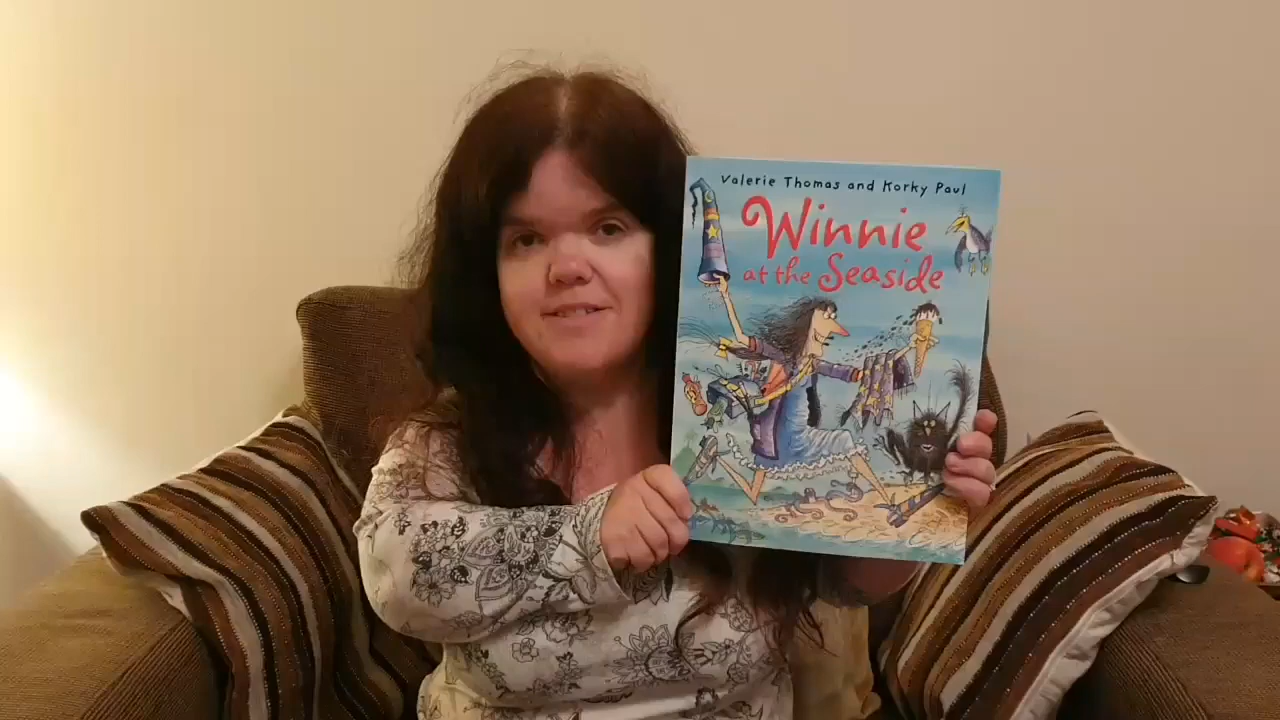 Valerie Thomas and Korky Paul
Winnie
at the Seaside